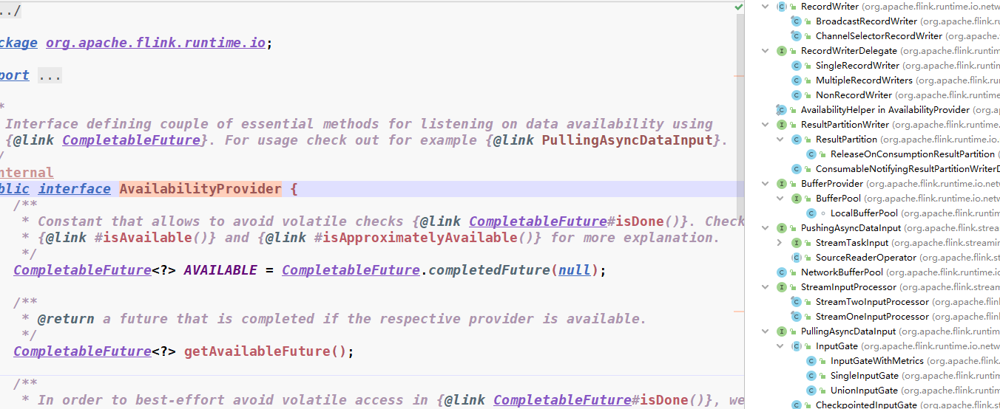 ../
ckage org.apache.flink.runtime.io;
port ...
*
Interface defining couple of essential methods for listening on data availability using
{@link CompletableFuture}. For usage check out for example {@link PullingAsyncDataInput}.
/
nternal
blic interface AvailabilityProvider {
/**
* Constant that allows to avoid volatile checks {@link CompletableFuture#isDone()}. Check
* {@link #isAvailable()} and {@link #isApproximatelyAvailable()} for more explanation.
*/
CompletableFuture<?> AVAILABLE = CompletableFuture.completedFuture(null);
/**
* @return a future that is completed if the respective provider is available.
*/
CompletableFuture<?> getAvailableFuture();
/**
* In order to best-effort avoid volatile access in {@link CompletableFuture#isDone()}, we
RecordWriter (org.apache.flink.runtime.io.netw
BroadcastRecordWriter (org.apache.flink.runt
ChannelSelectorRecordWriter (org.apache.
RecordWriterDelegate (org.apache.flink.runtim
SingleRecordWriter (org.apache.flink.runtin
MultipleRecordWriters (org.apache.flink.ru
NonRecordWriter (org.apache.flink.runtime
AvailabilityHelper in AvailabilityProvider (org.ap
ResultPartitionWriter (org.apache.flink.runtime
ResultPartition (org.apache.flink.runtime.io.
ReleaseOnConsumptionResultPartition (
ConsumableNotifyingResultPartitionWriterD
BufferProvider (org.apache.flink.runtime.io.netw
BufferPool (org.apache.flink.runtime.io.netw
LocalBufferPool (org.apache.flink.runtim
PushingAsyncDataInput (org.apache.flink.strea
StreamTaskInput (org.apache.flink.streamin
SourceReaderOperator (org.apache.flink.st
NetworkBufferPool (org.apache.flink.runtime.io
StreamInputProcessor (org.apache.flink.stream
StreamTwoInputProcessor (org.apache.flink
StreamOneInputProcessor (org.apache.flink
PullingAsyncDataInput (org.apache.flink.runtim
InputGate (org.apache.flink.runtime.io.netw
InputGateWithMetrics (org.apache.flink.
SingleInputGate (org.apache.flink.runtim
UnionInputGate (org.apache.flink.runtim
CheckpointedInputGate (org.apache.flink